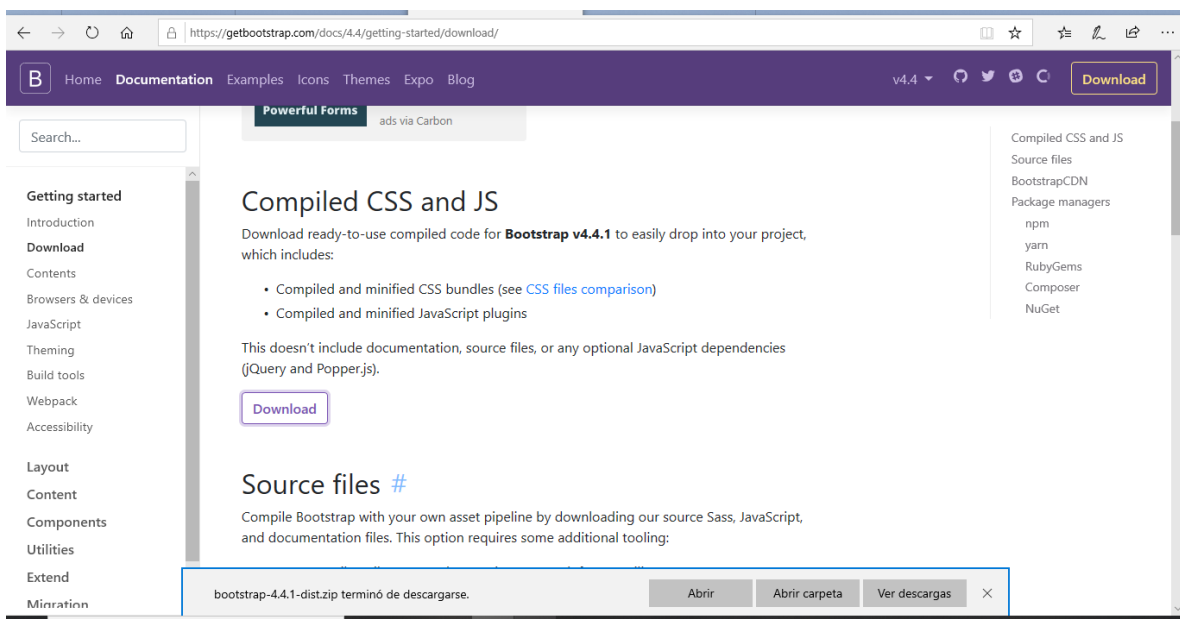 https://getbootstrap.com/docs/4.4/getting-started/download/
B Home Documentation Examples Icons Themes Expo Blog v4.4 Download
Search...
Getting started
Introduction
Download
Contents
Browsers & devices
JavaScript
Theming
Build tools
Webpack
Accessibility
Layout
Content
Components
Utilities
Extend
Migration
Powerful Forms
ads via Carbon
Compiled CSS and JS
Download ready-to-use compiled code for Bootstrap v4.4.1 to easily drop into your project,
which includes:
• Compiled and minified CSS bundles (see CSS files comparison)
• Compiled and minified JavaScript plugins
This doesn't include documentation, source files, or any optional JavaScript dependencies
(jQuery and Popper.js).
Download
Source files #
Compile Bootstrap with your own asset pipeline by downloading our source Sass, JavaScript,
and documentation files. This option requires some additional tooling:
Compiled CSS and JS
Source files
BootstrapCDN
Package managers
npm
yarn
RubyGems
Composer
NuGet
bootstrap-4.4.1-dist.zip terminó de descargarse. Abrir Abrir carpeta Ver descargas